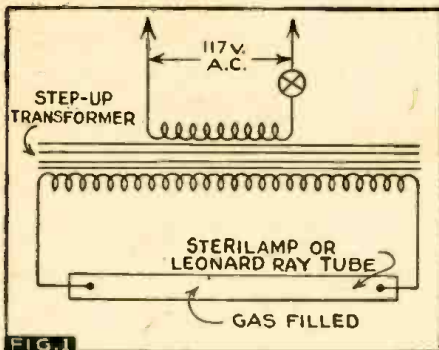 117 V.
A.C.
STEP-UP
TRANSFORMER
STERILAMP OR
LEONARD RAY TUBE
GAS FILLED
FIG.1